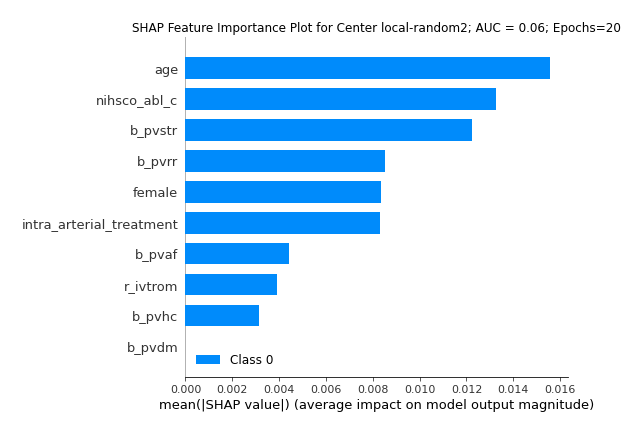 SHAP Feature Importance Plot for Center local-random2; AUC = 0.06; Epochs=20
age
nihsco_abl_c
b_pvstr
b_pvrr
female
intra_arterial_treatment
b_pvaf
r_ivtrom
b_pvhc
b_pvdm
Class 0
0.000 0.002 0.004 0.006 0.008 0.010 0.012 0.014 0.016
mean(|SHAP value|) (average impact on model output magnitude)